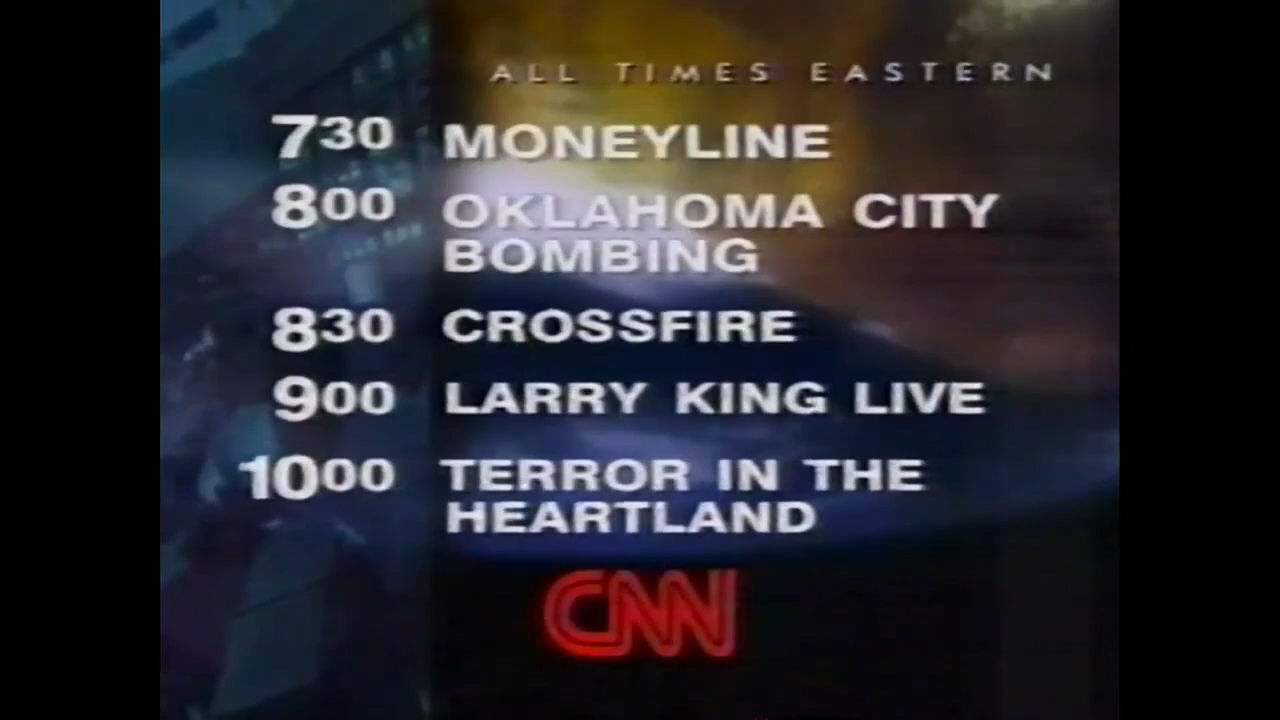 ALL TIMES EASTERN
730 MONEYLINE
800 OKLAHOMA CITY
BOMBING
830 CROSSFIRE
900 LARRY KING LIVE
1000 TERROR IN THE
HEARTLAND
CNN